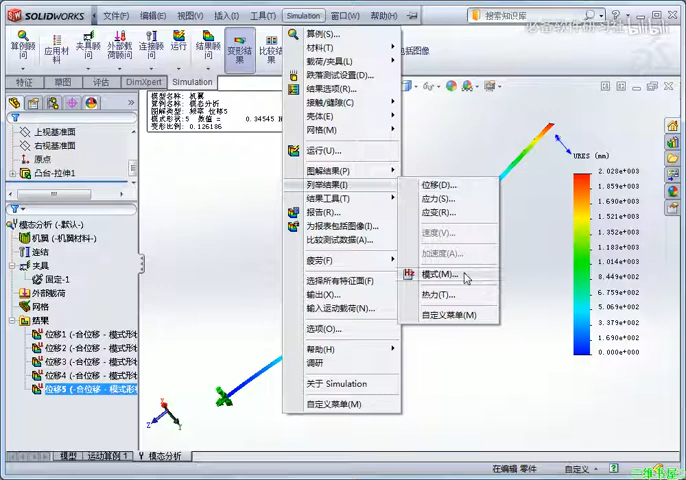 SOLIDWORKS 文件(F) 编辑(E) 视图(V) 插入(I) 工具(T) Simulation 窗口(W) 帮助(H) 搜索知识库
算例顾问 应用材料 夹具顾问 外部载荷顾问 连接顾问 运行 结果顾问 变形结果 比较结果 包括图像
特征 草图 评估 DimXpert Simulation
模型名称: 机翼
算例名称: 模态分析
图解类型: 频率 位移5
模式形状: 5 数值 = 0.34545 Hz
变形比例: 0.126186
上视基准面
右视基准面
原点
凸台-拉伸1
模态分析 (-默认-)
机翼 (-机翼材料-)
连结
夹具
固定-1
外部载荷
网格
结果
位移1 (-合位移 - 模式形状
位移2 (-合位移 - 模式形状
位移3 (-合位移 - 模式形状
位移4 (-合位移 - 模式形状
位移5 (-合位移 - 模式形状
算例(S)...
材料(T)
载荷/夹具(L)
跌落测试设置(D)...
结果选项(R)...
接触/缝隙(C)
壳体(E)
网格(M)
运行(U)...
图解结果(P)
列举结果(I)
结果工具(T)
报告(R)...
为报表包括图像(I)...
比较测试数据(A)...
疲劳(F)
选择所有特征面(F)
输出(X)...
输入运动载荷(N)...
选项(O)...
帮助(H)
调研
关于 Simulation
自定义菜单(M)
位移(D)...
应力(S)...
应变(R)...
速度(V)...
加速度(A)...
模式(M)...
热力(T)...
自定义菜单(M)
URES (mm)
2.028e+003
1.859e+003
1.690e+003
1.521e+003
1.352e+003
1.183e+003
1.014e+003
8.449e+002
6.759e+002
5.069e+002
3.380e+002
1.690e+002
0.000e+000
模型 运动算例 1 模态分析
在编辑 零件 自定义
三维书屋
bilibili